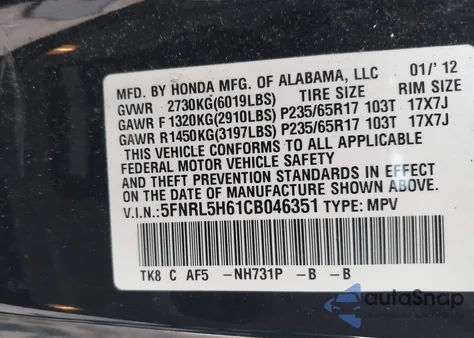 MFD. BY HONDA MFG. OF ALABAMA, LLC 01/'12
GVWR 2730KG(6019LBS) TIRE SIZE RIM SIZE
GAWR F 1320KG(2910LBS) P235/65R17 103T 17X7J
GAWR R1450KG(3197LBS) P235/65R17 103T 17X7J
THIS VEHICLE CONFORMS TO ALL APPLICABLE
FEDERAL MOTOR VEHICLE SAFETY
AND THEFT PREVENTION STANDARDS IN EFFECT
ON THE DATE OF MANUFACTURE SHOWN ABOVE.
V.I.N.:5FNRL5H61CB046351 TYPE: MPV
TK8 C AF5 -NH731P -B -B
autoSnap